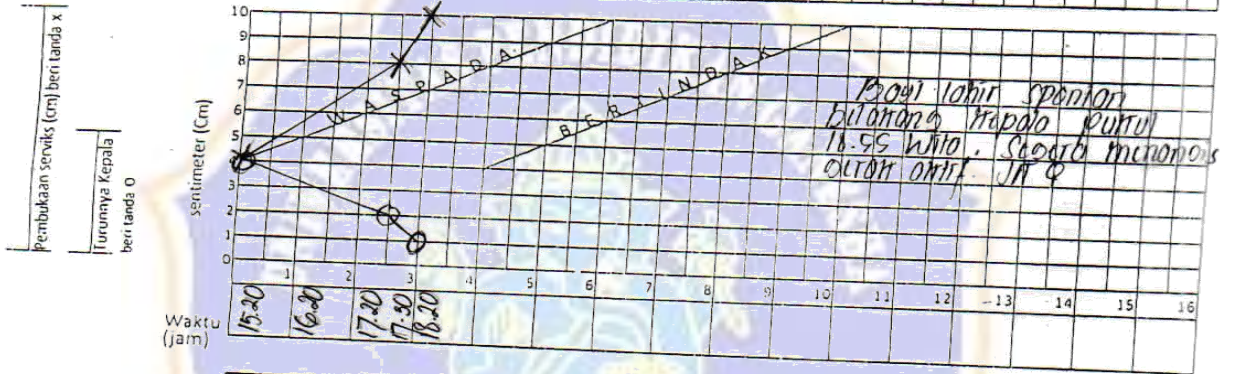 Pembukaan serviks (cm) beri tanda x
Turunnya Kepala
beri tanda o
sentimeter (Cm)
10
9
8
7
6
5
3
2
1
0
WASPADA
BERTINDAK
Bayi lahir spontan
belakang kepala pukul
18.55 WITA. Segera menangis
gerak aktif. JK ♀
1
2
3
4
5
6
7
8
9
10
11
12
13
14
15
16
Waktu
(jam)
15.20
16.20
17.20
17.50
18.20